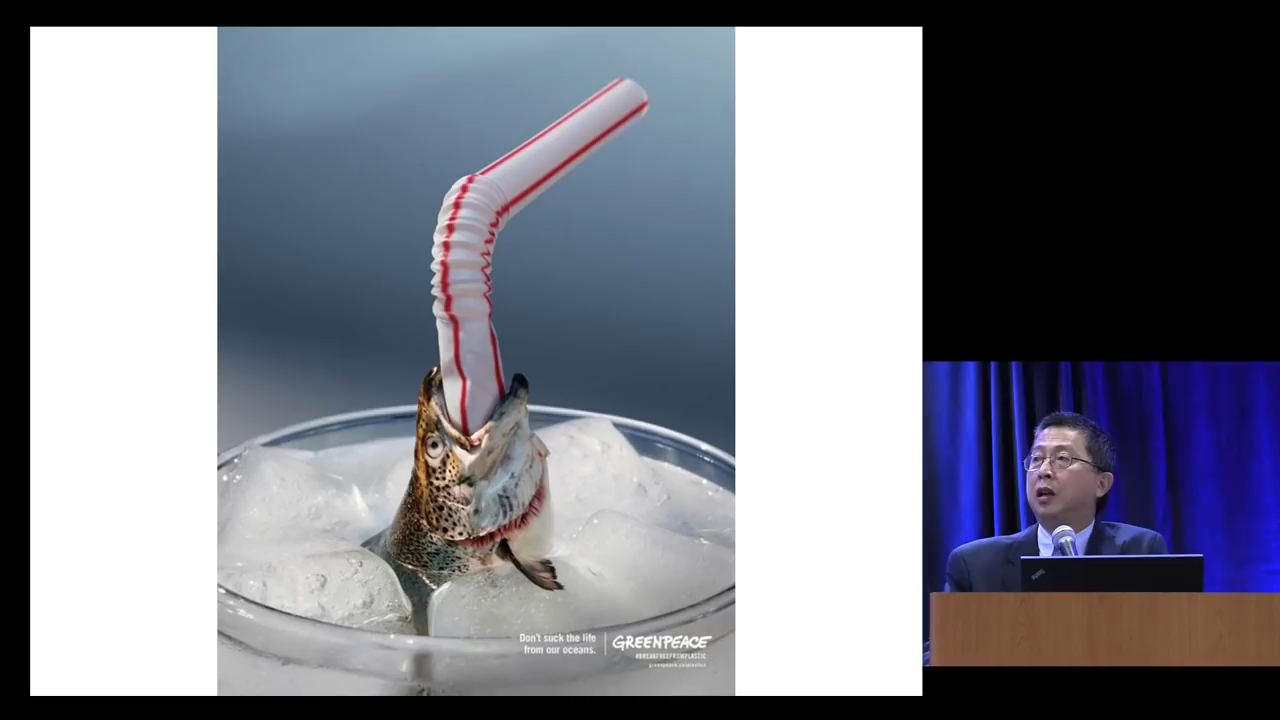 Don't suck the life
from our oceans.
GREENPEACE
#BREAKFREEFROMPLASTIC